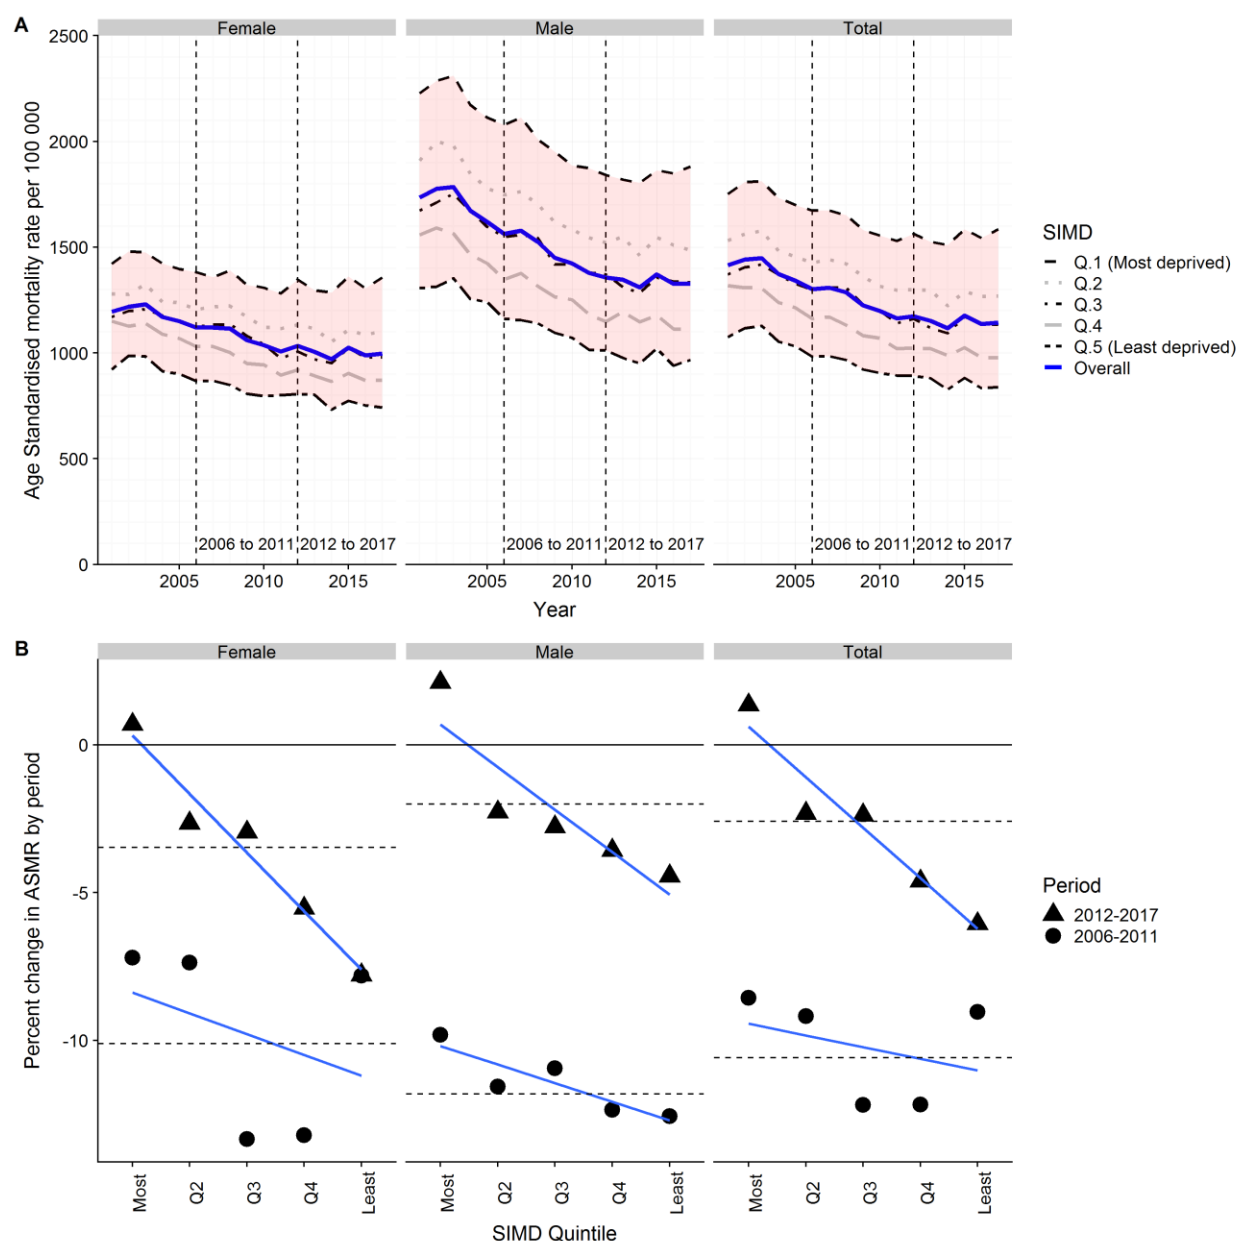 A
Female
Male
Total
Age Standardised mortality rate per 100 000
2500
2000
1500
1000
500
0
2006 to 2011
2012 to 2017
2006 to 2011
2012 to 2017
2006 to 2011
2012 to 2017
2005
2010
2015
2005
2010
2015
2005
2010
2015
Year
SIMD
Q.1 (Most deprived)
Q.2
Q.3
Q.4
Q.5 (Least deprived)
Overall
B
Female
Male
Total
Percent change in ASMR by period
0
-5
-10
Most
Q2
Q3
Q4
Least
Most
Q2
Q3
Q4
Least
Most
Q2
Q3
Q4
Least
SIMD Quintile
Period
2012-2017
2006-2011